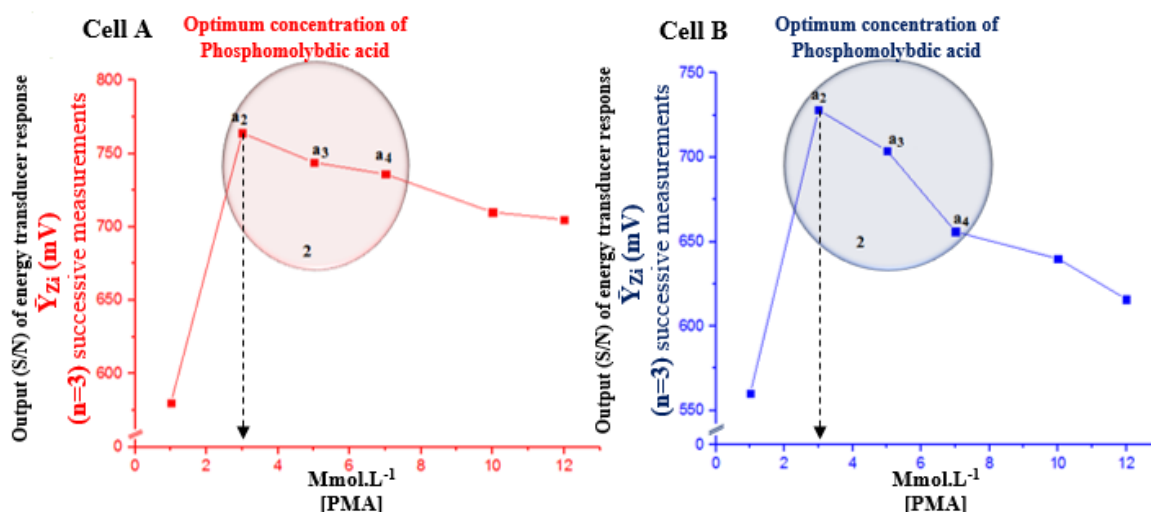 Cell A
Optimum concentration of
Phosphomolybdic acid
Output (S/N) of energy transducer response
ȲZi (mV)
(n=3) successive measurements
800
750
700
650
600
0
a2
a3
a4
2
0 2 4 6 8 10 12
Mmol.L-1
[PMA]
Cell B
Optimum concentration of
Phosphomolybdic acid
Output (S/N) of energy transducer response
ȲZi (mV)
(n=3) successive measurements
750
700
650
600
550
0
a2
a3
a4
2
0 2 4 6 8 10 12
Mmol.L-1
[PMA]